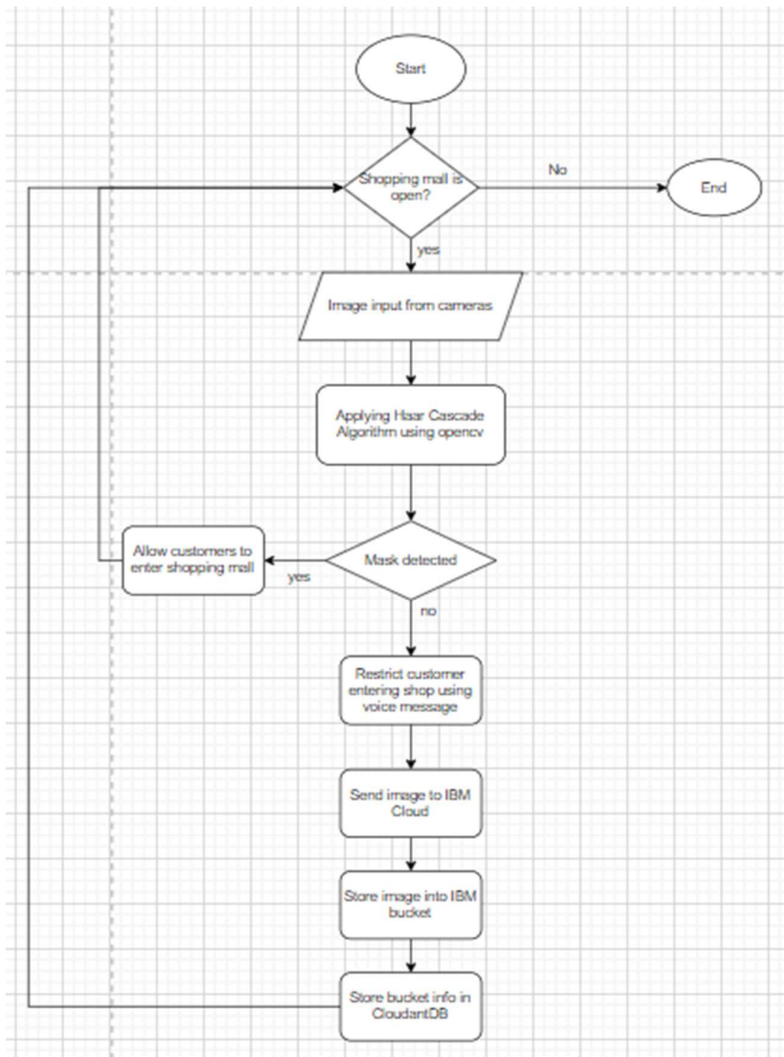 Start
Shopping mall is
open?
No
End
yes
Image input from cameras
Applying Haar Cascade
Algorithm using opencv
Allow customers to
enter shopping mall
yes
Mask detected
no
Restrict customer
entering shop using
voice message
Send image to IBM
Cloud
Store image into IBM
bucket
Store bucket info in
CloudantDB